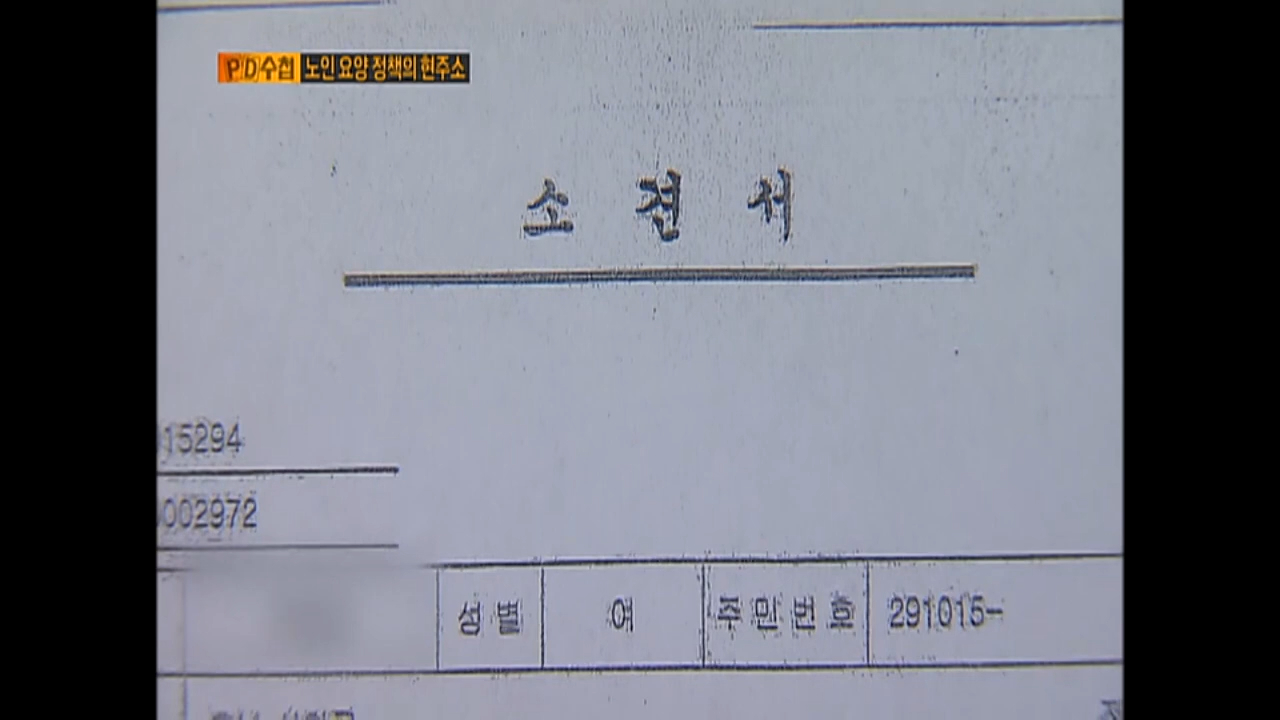 PD수첩 노인 요양 정책의 현주소
소 견 서
15294
002972
성 별 여 주 민 번 호 291015-